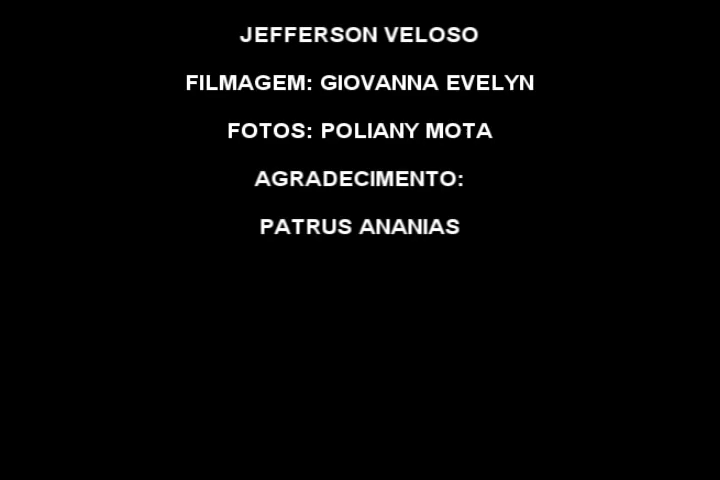 JEFFERSON VELOSO
FILMAGEM: GIOVANNA EVELYN
FOTOS: POLIANY MOTA
AGRADECIMENTO:
PATRUS ANANIAS